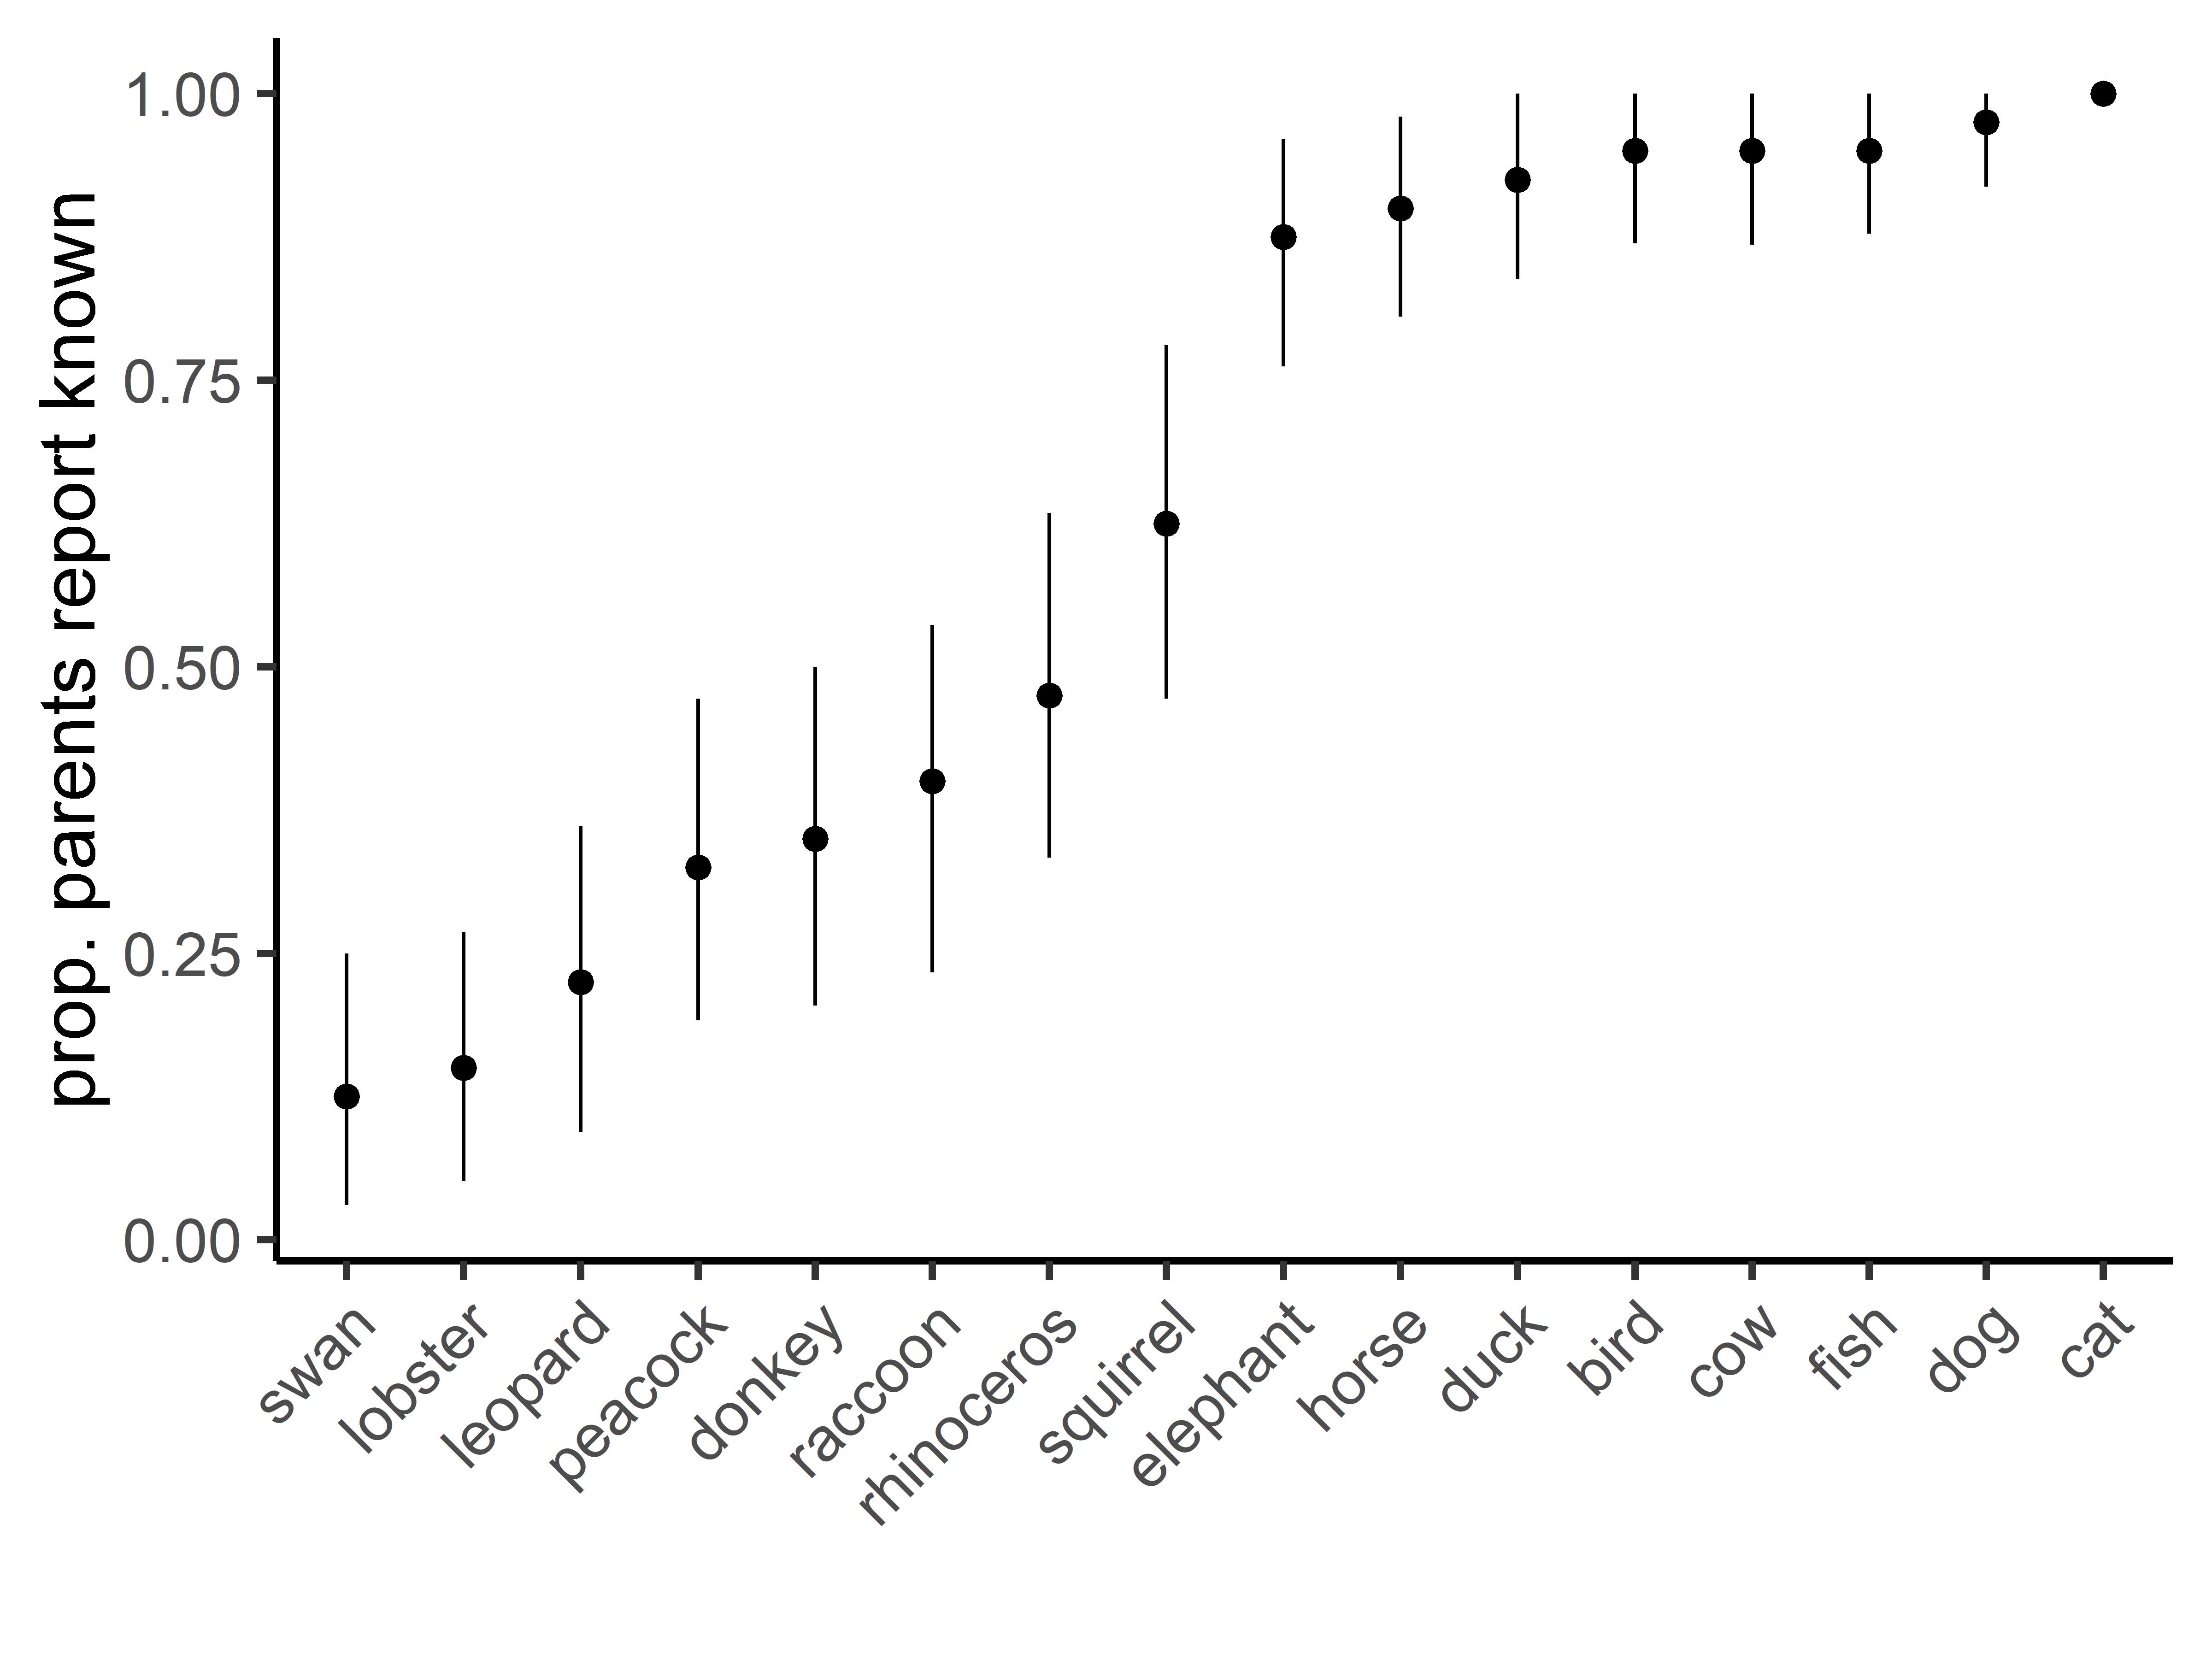 prop. parents report known
1.00
0.75
0.50
0.25
0.00
swan
lobster
leopard
peacock
donkey
raccoon
rhinoceros
squirrel
elephant
horse
duck
bird
cow
fish
dog
cat